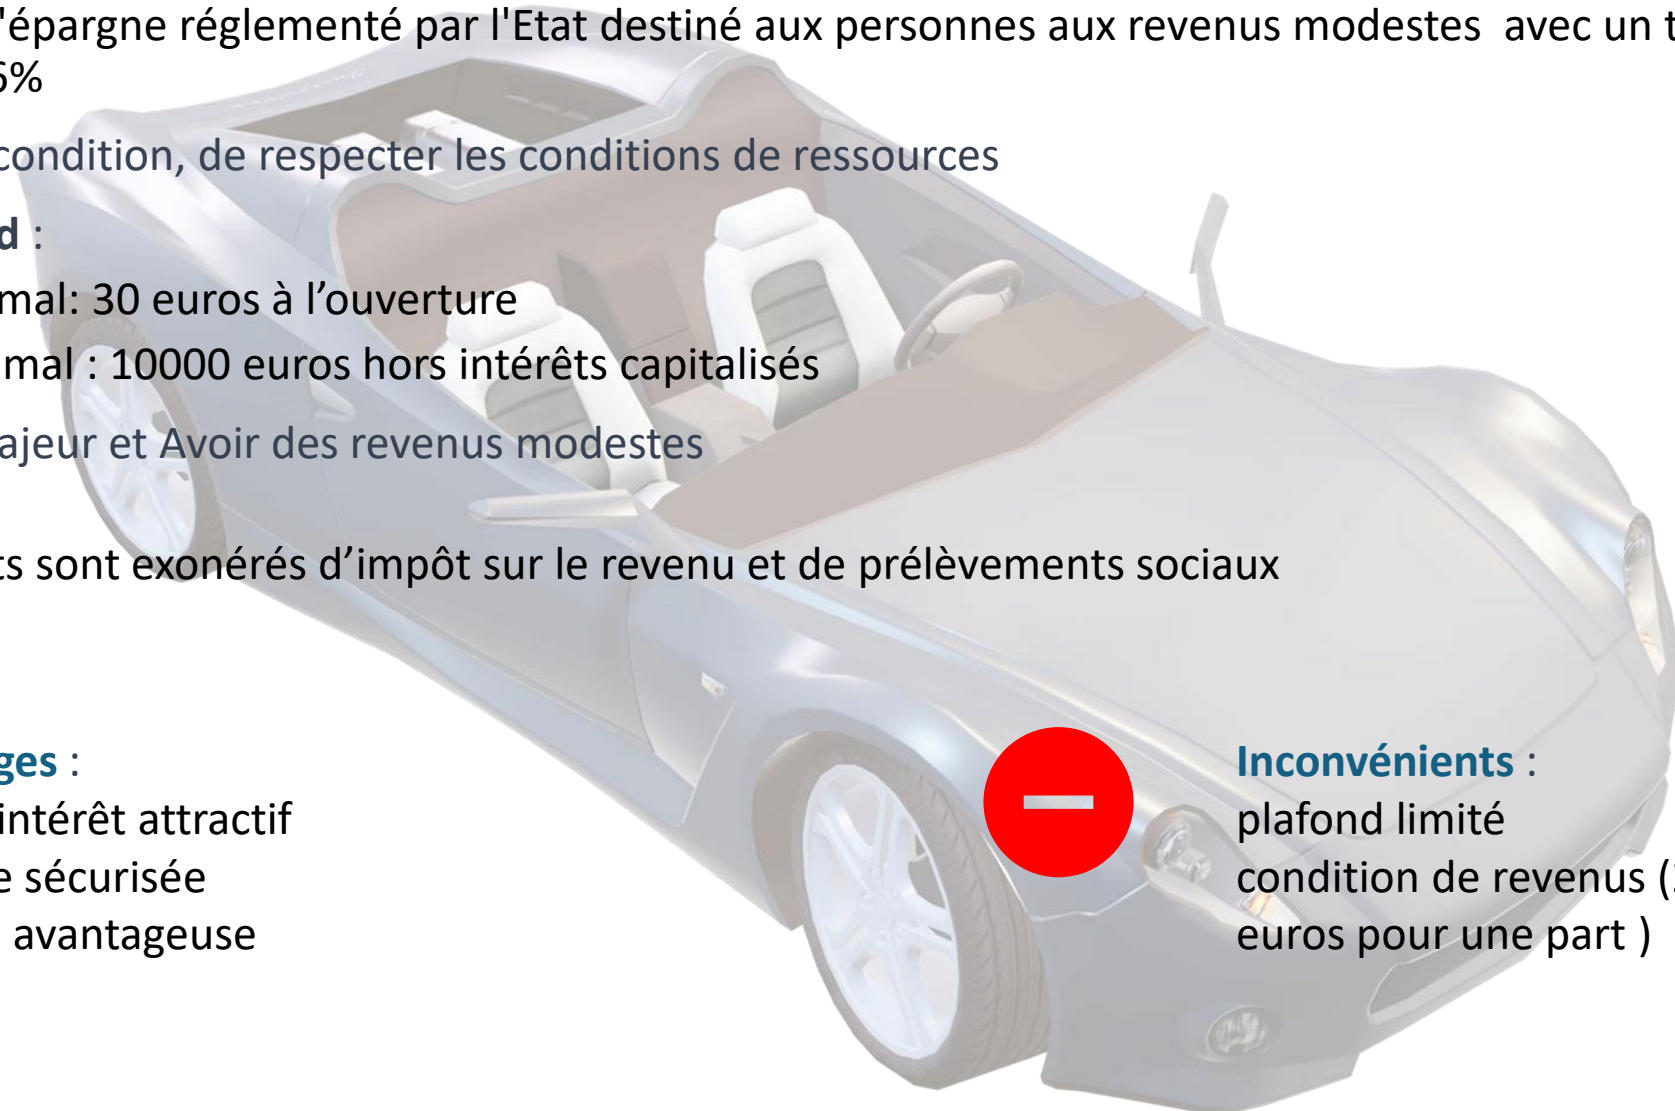 'épargne réglementé par l'Etat destiné aux personnes aux revenus modestes avec un t
6%
condition, de respecter les conditions de ressources
d :
mal: 30 euros à l’ouverture
mal : 10000 euros hors intérêts capitalisés
ajeur et Avoir des revenus modestes
ts sont exonérés d’impôt sur le revenu et de prélèvements sociaux
ges :
intérêt attractif
e sécurisée
avantageuse
Inconvénients :
plafond limité
condition de revenus (
euros pour une part )